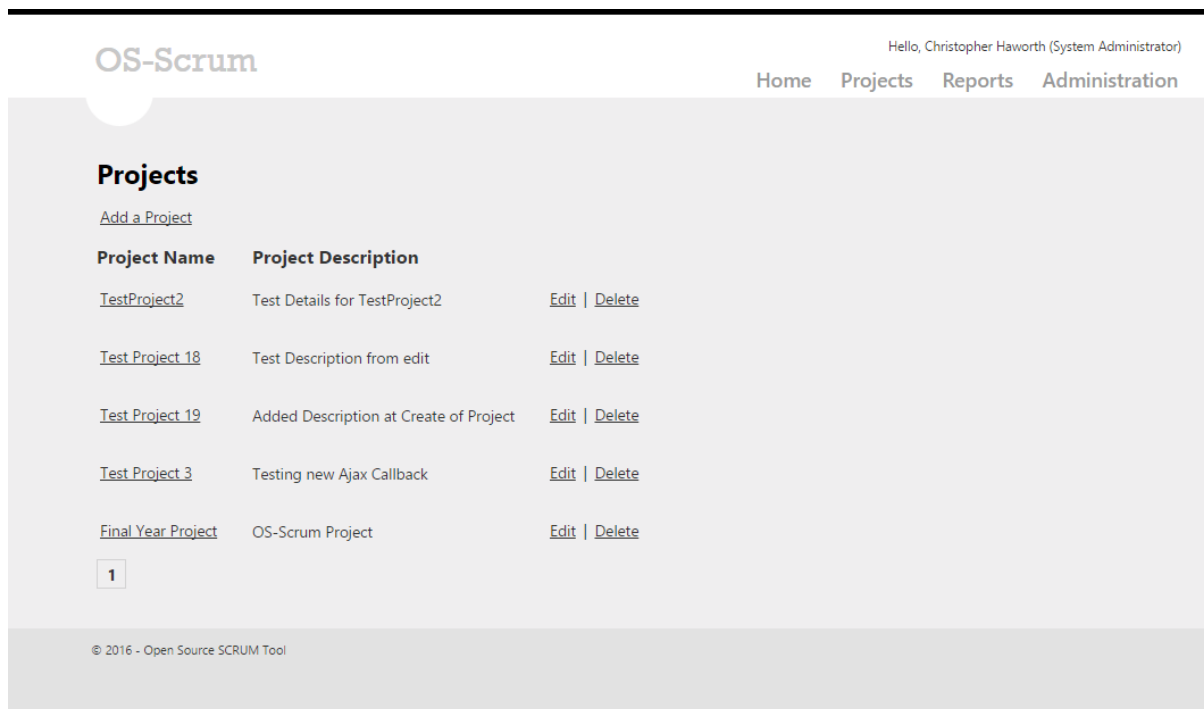 OS-Scrum
Hello, Christopher Haworth (System Administrator)
Home Projects Reports Administration
Projects
Add a Project
Project Name Project Description
TestProject2 Test Details for TestProject2 Edit | Delete
Test Project 18 Test Description from edit Edit | Delete
Test Project 19 Added Description at Create of Project Edit | Delete
Test Project 3 Testing new Ajax Callback Edit | Delete
Final Year Project OS-Scrum Project Edit | Delete
1
© 2016 - Open Source SCRUM Tool